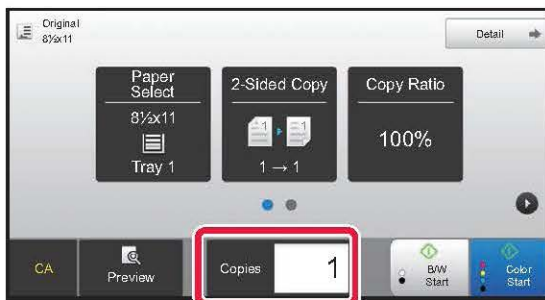 Original
8½x11
Detail
Paper
Select
8½x11
Tray 1
2-Sided Copy
1 → 1
Copy Ratio
100%
CA
Preview
Copies
1
B/W
Start
Color
Start